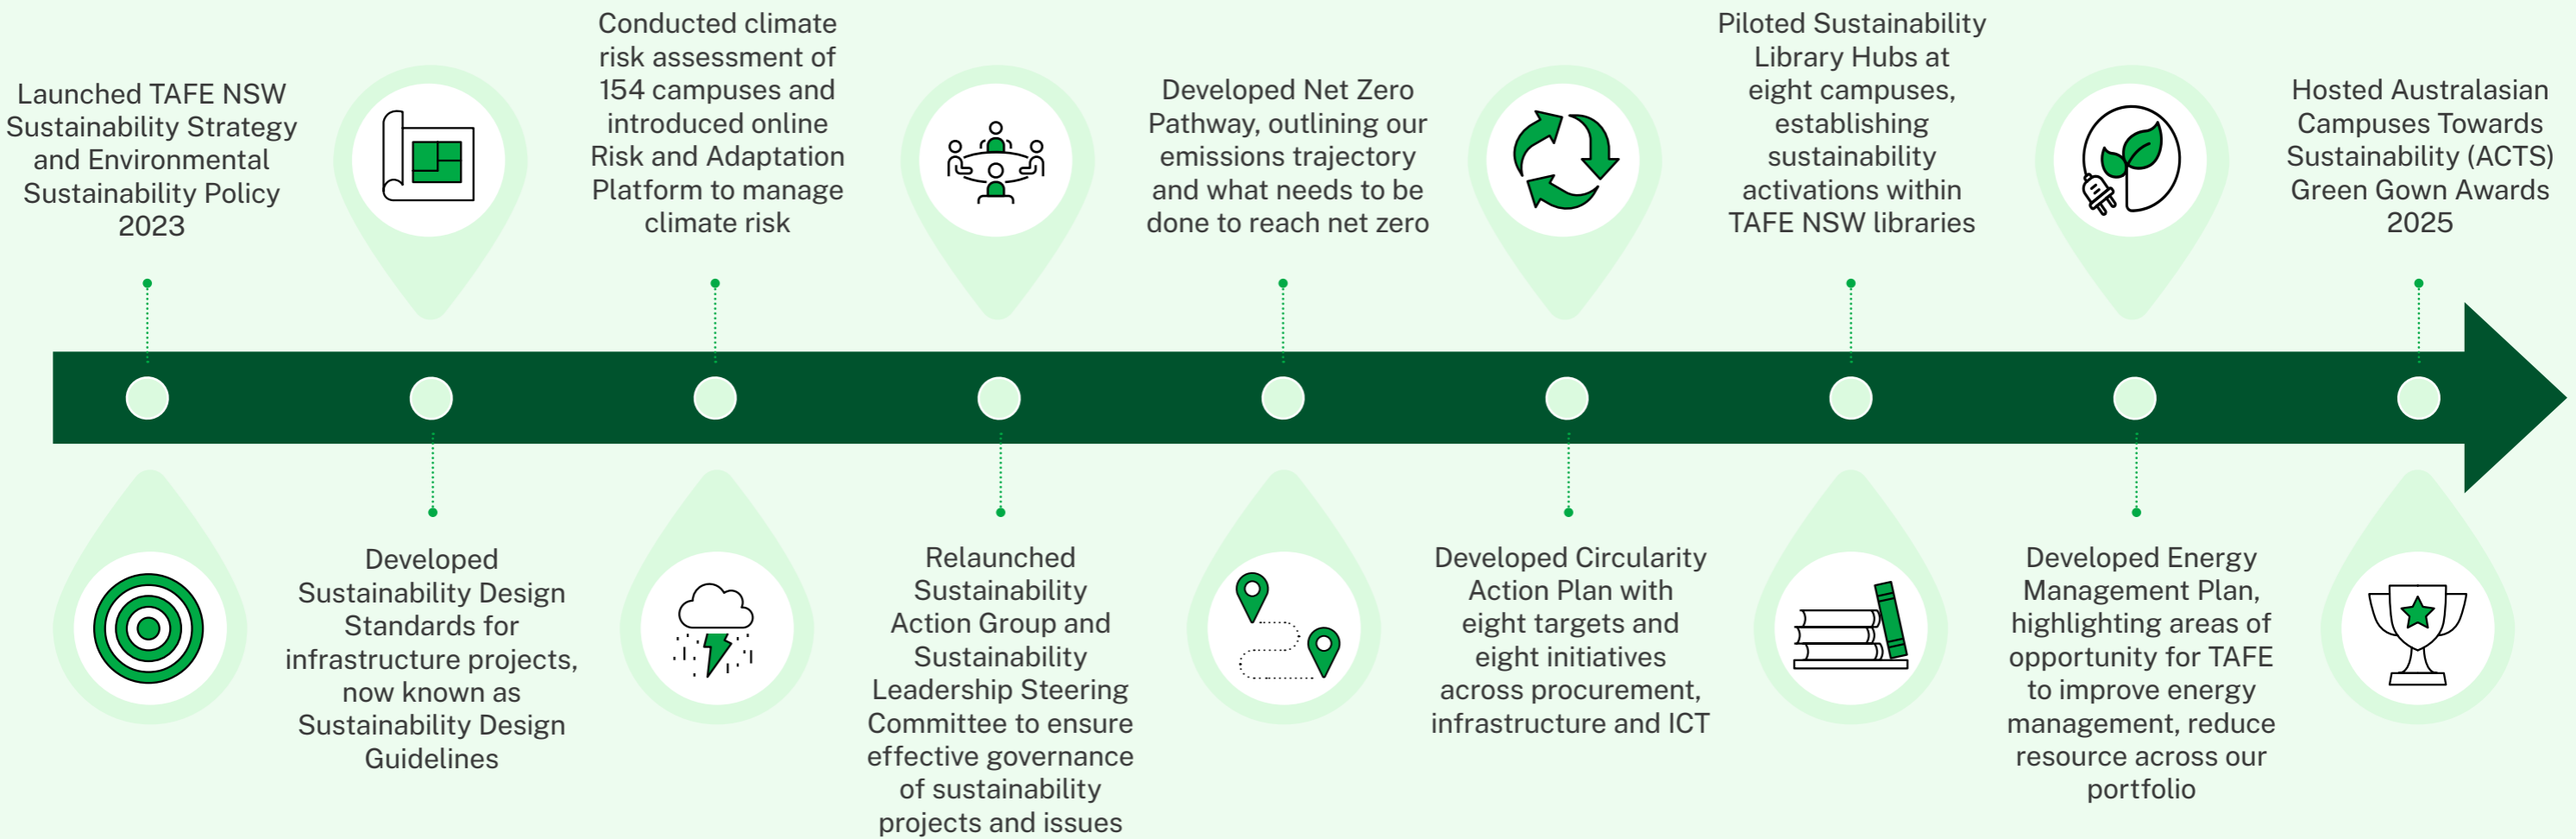 Launched TAFE NSW
Sustainability Strategy
and Environmental
Sustainability Policy
2023
Developed
Sustainability Design
Standards for
infrastructure projects,
now known as
Sustainability Design
Guidelines
Conducted climate
risk assessment of
154 campuses and
introduced online
Risk and Adaptation
Platform to manage
climate risk
Relaunched
Sustainability
Action Group and
Sustainability
Leadership Steering
Committee to ensure
effective governance
of sustainability
projects and issues
Developed Net Zero
Pathway, outlining our
emissions trajectory
and what needs to be
done to reach net zero
Developed Circularity
Action Plan with
eight targets and
eight initiatives
across procurement,
infrastructure and ICT
Piloted Sustainability
Library Hubs at
eight campuses,
establishing
sustainability
activations within
TAFE NSW libraries
Developed Energy
Management Plan,
highlighting areas of
opportunity for TAFE
to improve energy
management, reduce
resource across our
portfolio
Hosted Australasian
Campuses Towards
Sustainability (ACTS)
Green Gown Awards
2025